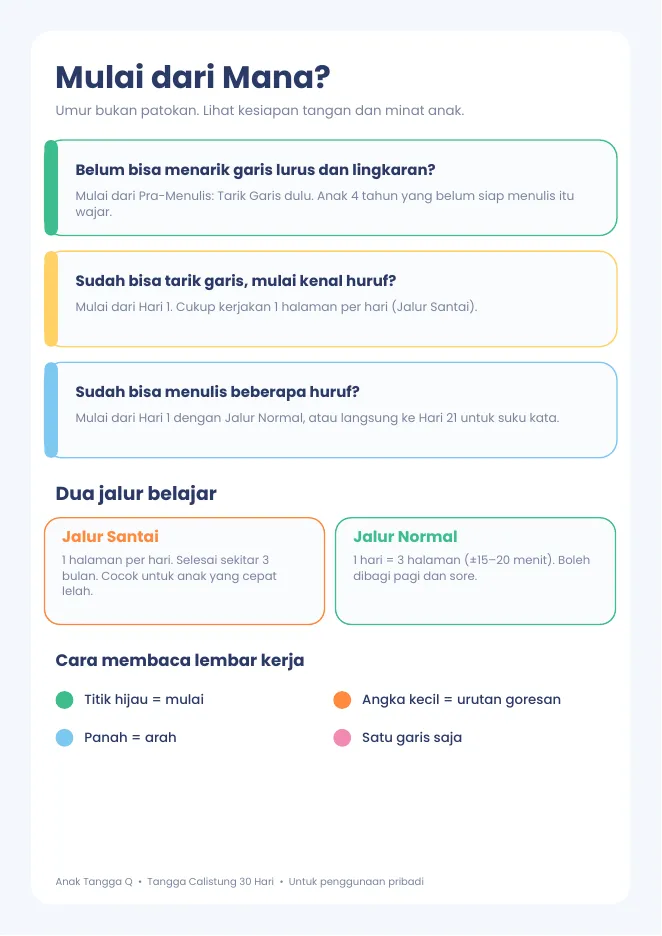 Mulai dari Mana?
Umur bukan patokan. Lihat kesiapan tangan dan minat anak.
Belum bisa menarik garis lurus dan lingkaran?
Mulai dari Pra-Menulis: Tarik Garis dulu. Anak 4 tahun yang belum siap menulis itu
wajar.
Sudah bisa tarik garis, mulai kenal huruf?
Mulai dari Hari 1. Cukup kerjakan 1 halaman per hari (Jalur Santai).
Sudah bisa menulis beberapa huruf?
Mulai dari Hari 1 dengan Jalur Normal, atau langsung ke Hari 21 untuk suku kata.
Dua jalur belajar
Jalur Santai
1 halaman per hari. Selesai sekitar 3
bulan. Cocok untuk anak yang cepat
lelah.
Jalur Normal
1 hari = 3 halaman (±15–20 menit). Boleh
dibagi pagi dan sore.
Cara membaca lembar kerja
Titik hijau = mulai
Angka kecil = urutan goresan
Panah = arah
Satu garis saja
Anak Tangga Q • Tangga Calistung 30 Hari • Untuk penggunaan pribadi